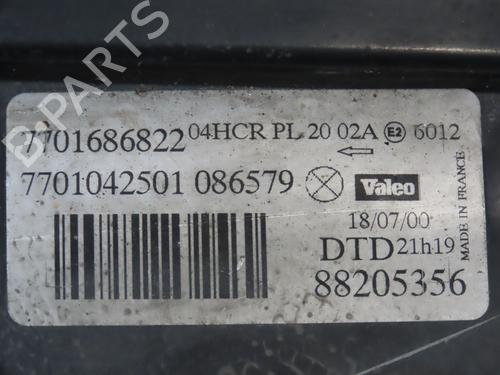 7701686822 04HCR PL 20 02A E2 6012
7701042501 086579 Valeo
18/07/00
DTD 21h19
88205356
MADE IN FRANCE